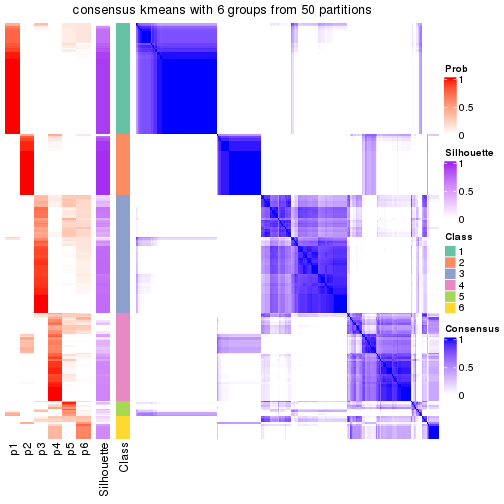 consensus kmeans with 6 groups from 50 partitions
Prob
1
0.5
0
Silhouette
1
0.5
0
Class
1
2
3
4
5
6
Consensus
1
0.5
0
p1
p2
p3
p4
p5
p6
Silhouette
Class